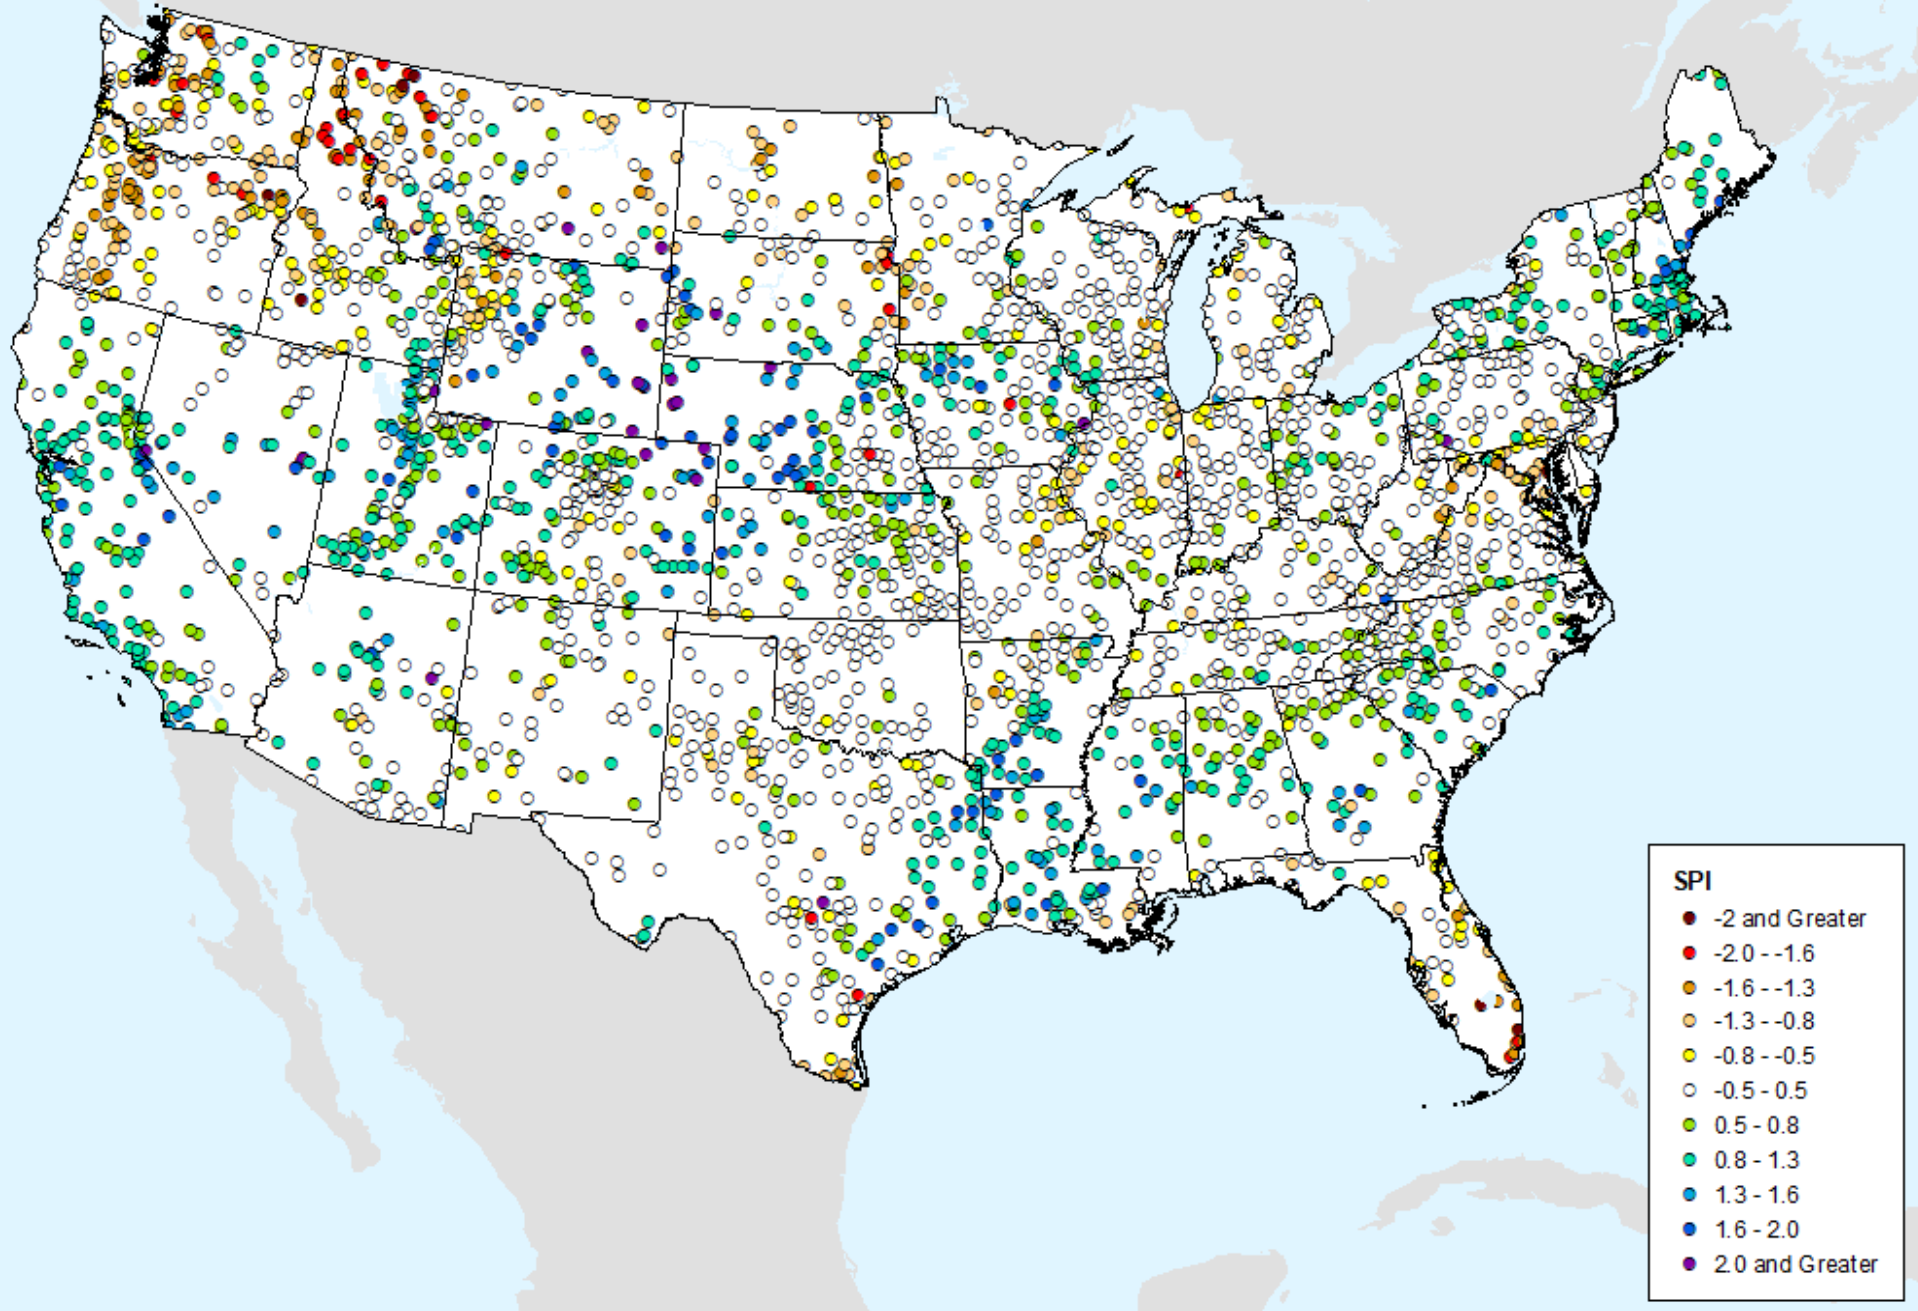 SPI
-2 and Greater
-2.0 - -1.6
-1.6 - -1.3
-1.3 - -0.8
-0.8 - -0.5
-0.5 - 0.5
0.5 - 0.8
0.8 - 1.3
1.3 - 1.6
1.6 - 2.0
2.0 and Greater